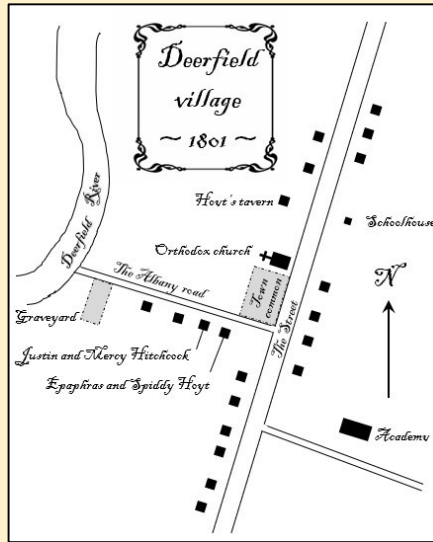 Deerfield
village
~ 1801 ~
Deerfield River
Hoyt's tavern
Schoolhouse
Orthodox church
The Albany road
Town
common
N
Graveyard
The Street
Justin and Mercy Hitchcock
Epaphras and Spiddy Hoyt
Academy